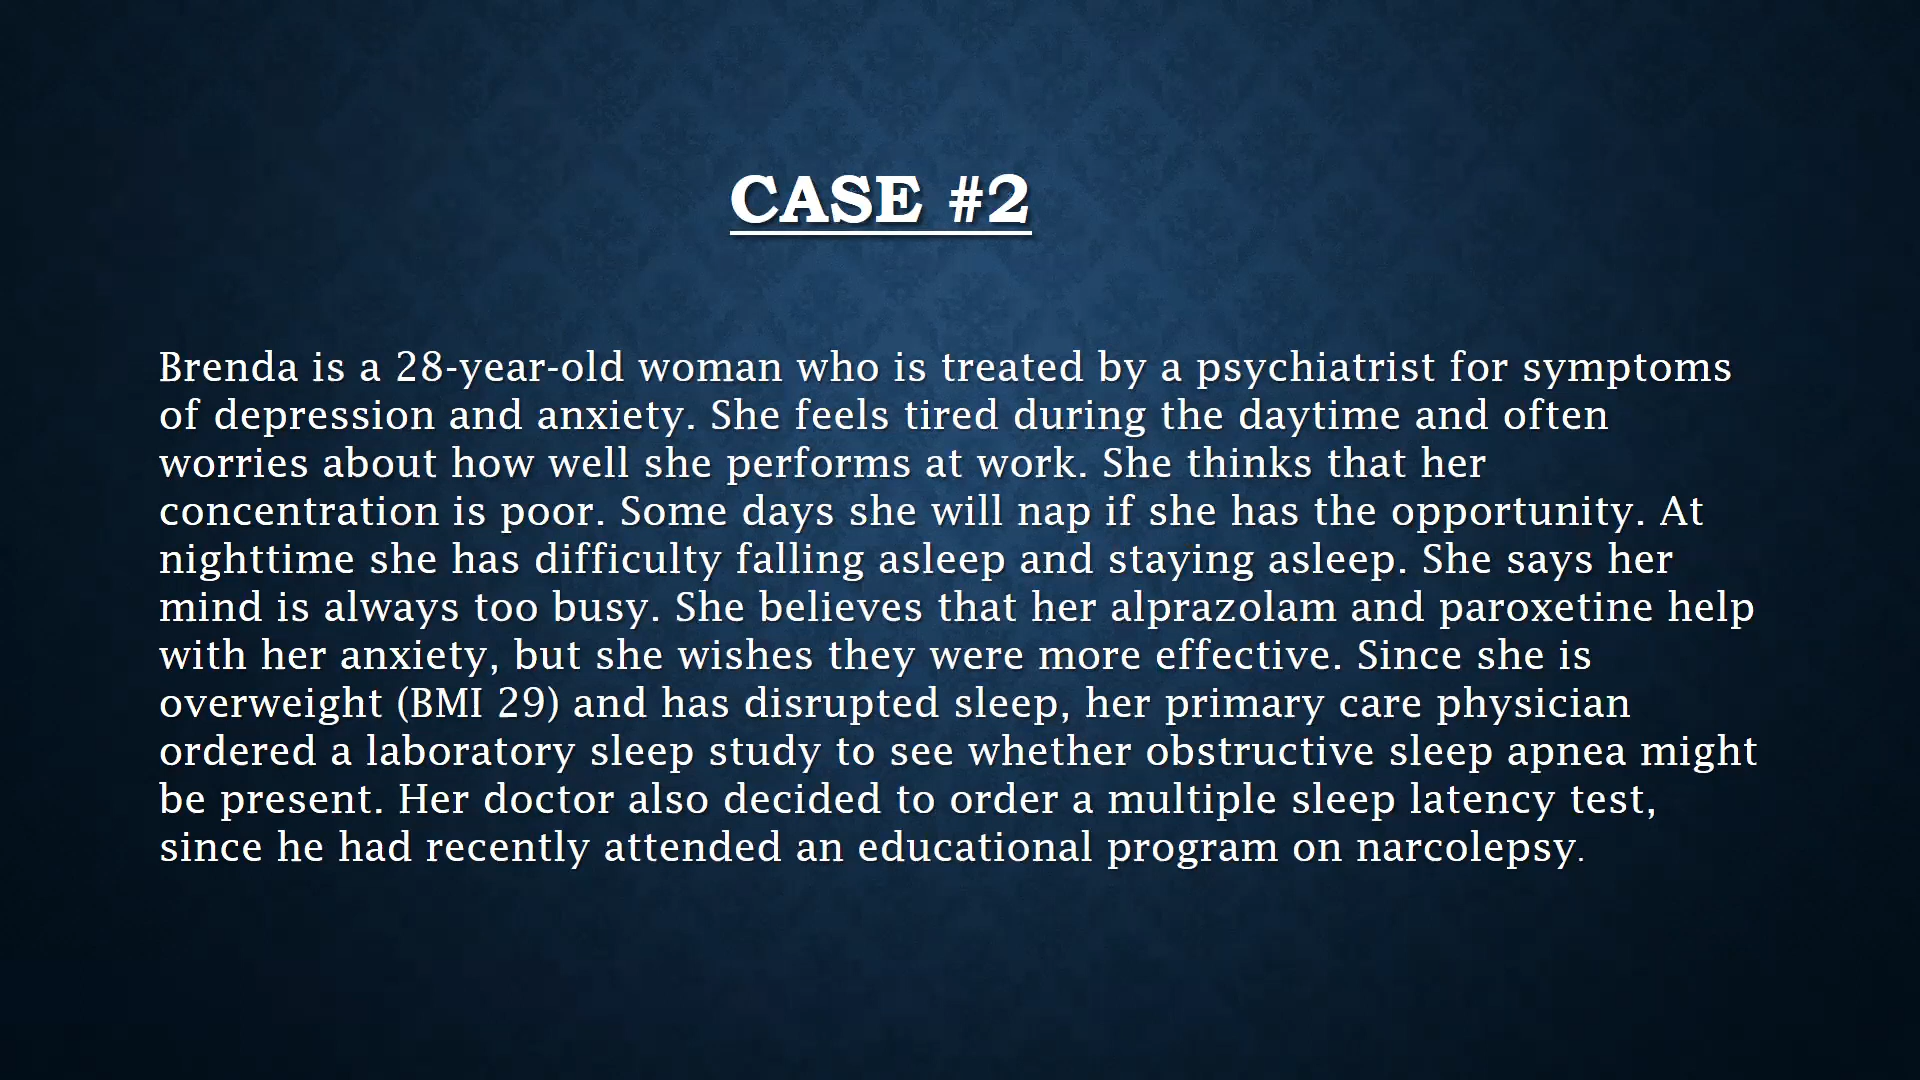 CASE #2
Brenda is a 28-year-old woman who is treated by a psychiatrist for symptoms
of depression and anxiety. She feels tired during the daytime and often
worries about how well she performs at work. She thinks that her
concentration is poor. Some days she will nap if she has the opportunity. At
nighttime she has difficulty falling asleep and staying asleep. She says her
mind is always too busy. She believes that her alprazolam and paroxetine help
with her anxiety, but she wishes they were more effective. Since she is
overweight (BMI 29) and has disrupted sleep, her primary care physician
ordered a laboratory sleep study to see whether obstructive sleep apnea might
be present. Her doctor also decided to order a multiple sleep latency test,
since he had recently attended an educational program on narcolepsy.